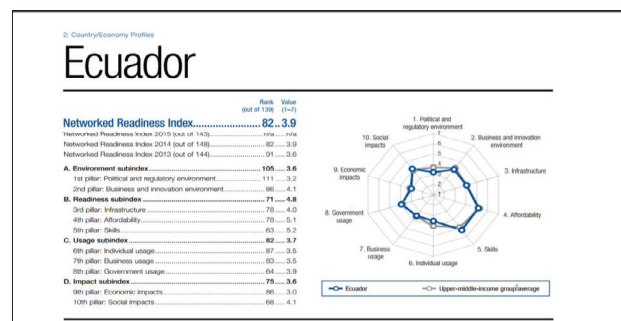 2: Country/Economy Profiles
Ecuador
Rank Value
(out of 139) (1–7)
Networked Readiness Index......................... 82 .. 3.9
Networked Readiness Index 2015 (out of 143)..................n/a......n/a
Networked Readiness Index 2014 (out of 148)..................82......3.9
Networked Readiness Index 2013 (out of 144)..................91......3.6
A. Environment subindex..................105.....3.6
1st pillar: Political and regulatory environment..................111.....3.2
2nd pillar: Business and innovation environment..................86.....4.1
B. Readiness subindex..................71.....4.8
3rd pillar: Infrastructure..................78.....4.0
4th pillar: Affordability..................78.....5.1
5th pillar: Skills..................63.....5.2
C. Usage subindex..................82.....3.7
6th pillar: Individual usage..................87.....3.5
7th pillar: Business usage..................83.....3.5
8th pillar: Government usage..................64.....3.9
D. Impact subindex..................75.....3.6
9th pillar: Economic impacts..................86.....3.0
10th pillar: Social impacts..................68.....4.1
1. Political and
regulatory environment
2. Business and innovation
environment
3. Infrastructure
4. Affordability
5. Skills
6. Individual usage
7. Business
usage
8. Government
usage
9. Economic
impacts
10. Social
impacts
7
6
5
4
3
2
1
Ecuador
Upper-middle-income group average